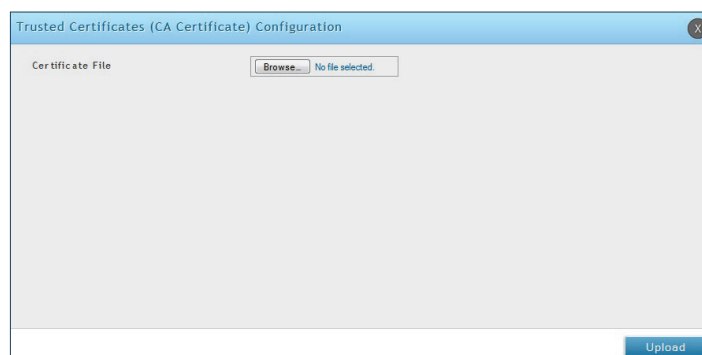 Trusted Certificates (CA Certificate) Configuration
X
Certificate File
Browse... No file selected.
Upload